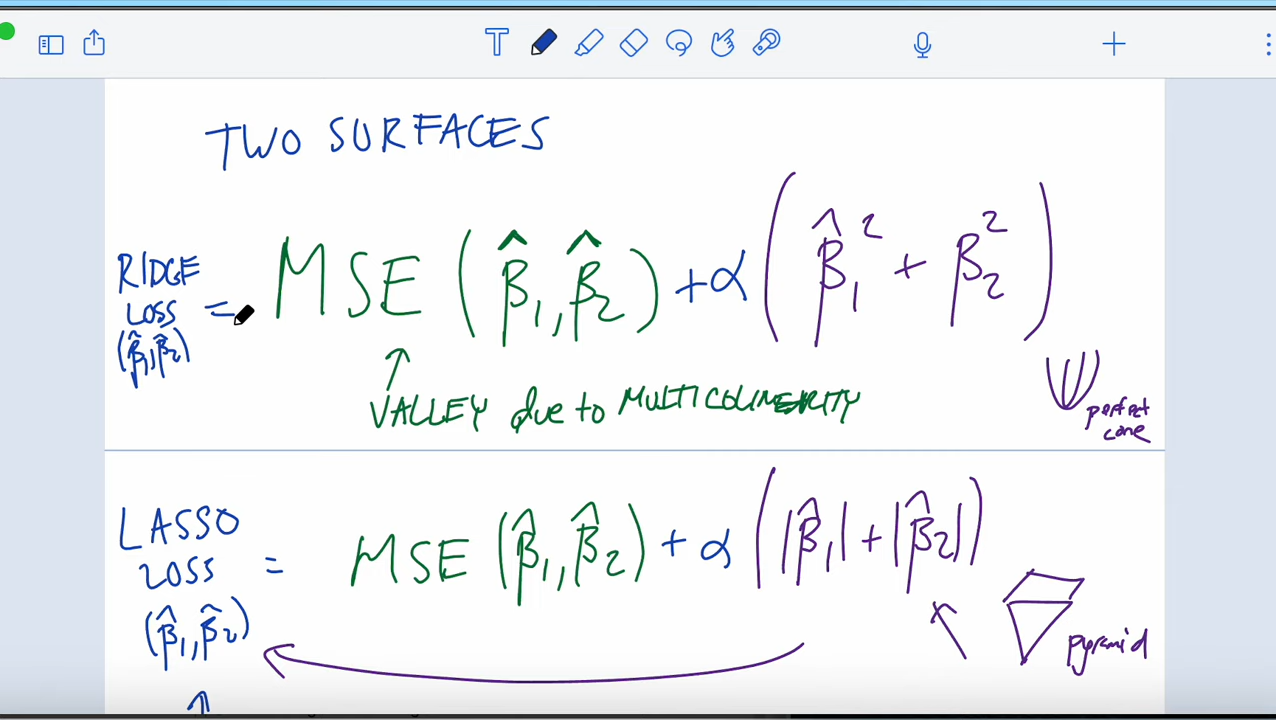 TWO SURFACES
RIDGE
LOSS
(β̂1,β̂2)
= MSE (β̂1,β̂2) +α(β̂1² + β2²)
VALLEY due to MULTICOLINERITY
perfect
cone
LASSO
LOSS
(β̂1,β̂2)
= MSE (β̂1,β̂2) + α(|β̂1| + |β̂2|)
pyramid